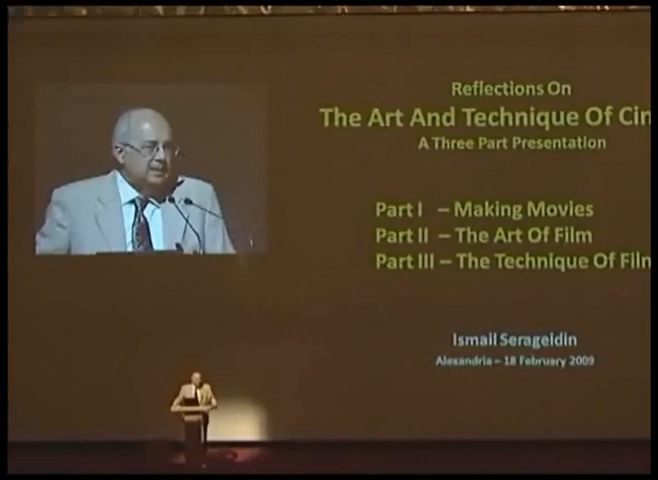 Reflections On
The Art And Technique Of Cin
A Three Part Presentation
Part I – Making Movies
Part II – The Art Of Film
Part III – The Technique Of Film
Ismail Serageldin
Alexandria – 18 February 2009